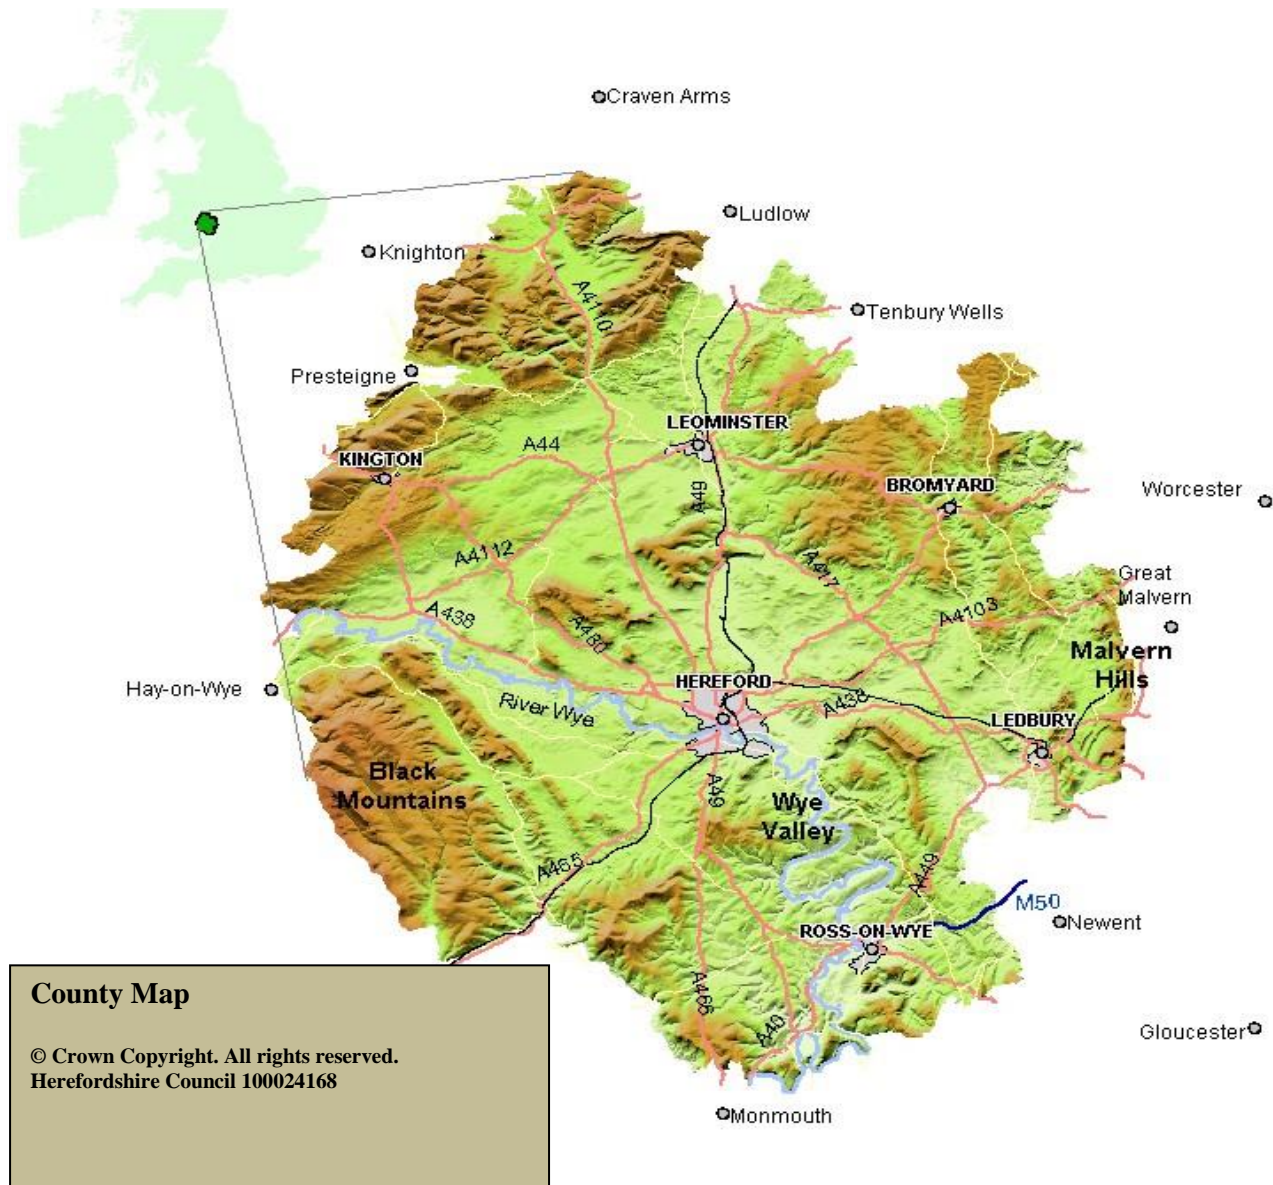 Craven Arms
Ludlow
Knighton
A4110
Tenbury Wells
Presteigne
LEOMINSTER
KINGTON
A44
BROMYARD
Worcester
A49
A4112
A417
Great
Malvern
A438
A4103
A480
Malvern
Hills
HEREFORD
Hay-on-Wye
River Wye
A438
LEDBURY
Black
Mountains
A49
Wye
Valley
A465
A449
M50
Newent
ROSS-ON-WYE
A466
A40
Gloucester
Monmouth
County Map
© Crown Copyright. All rights reserved.
Herefordshire Council 100024168